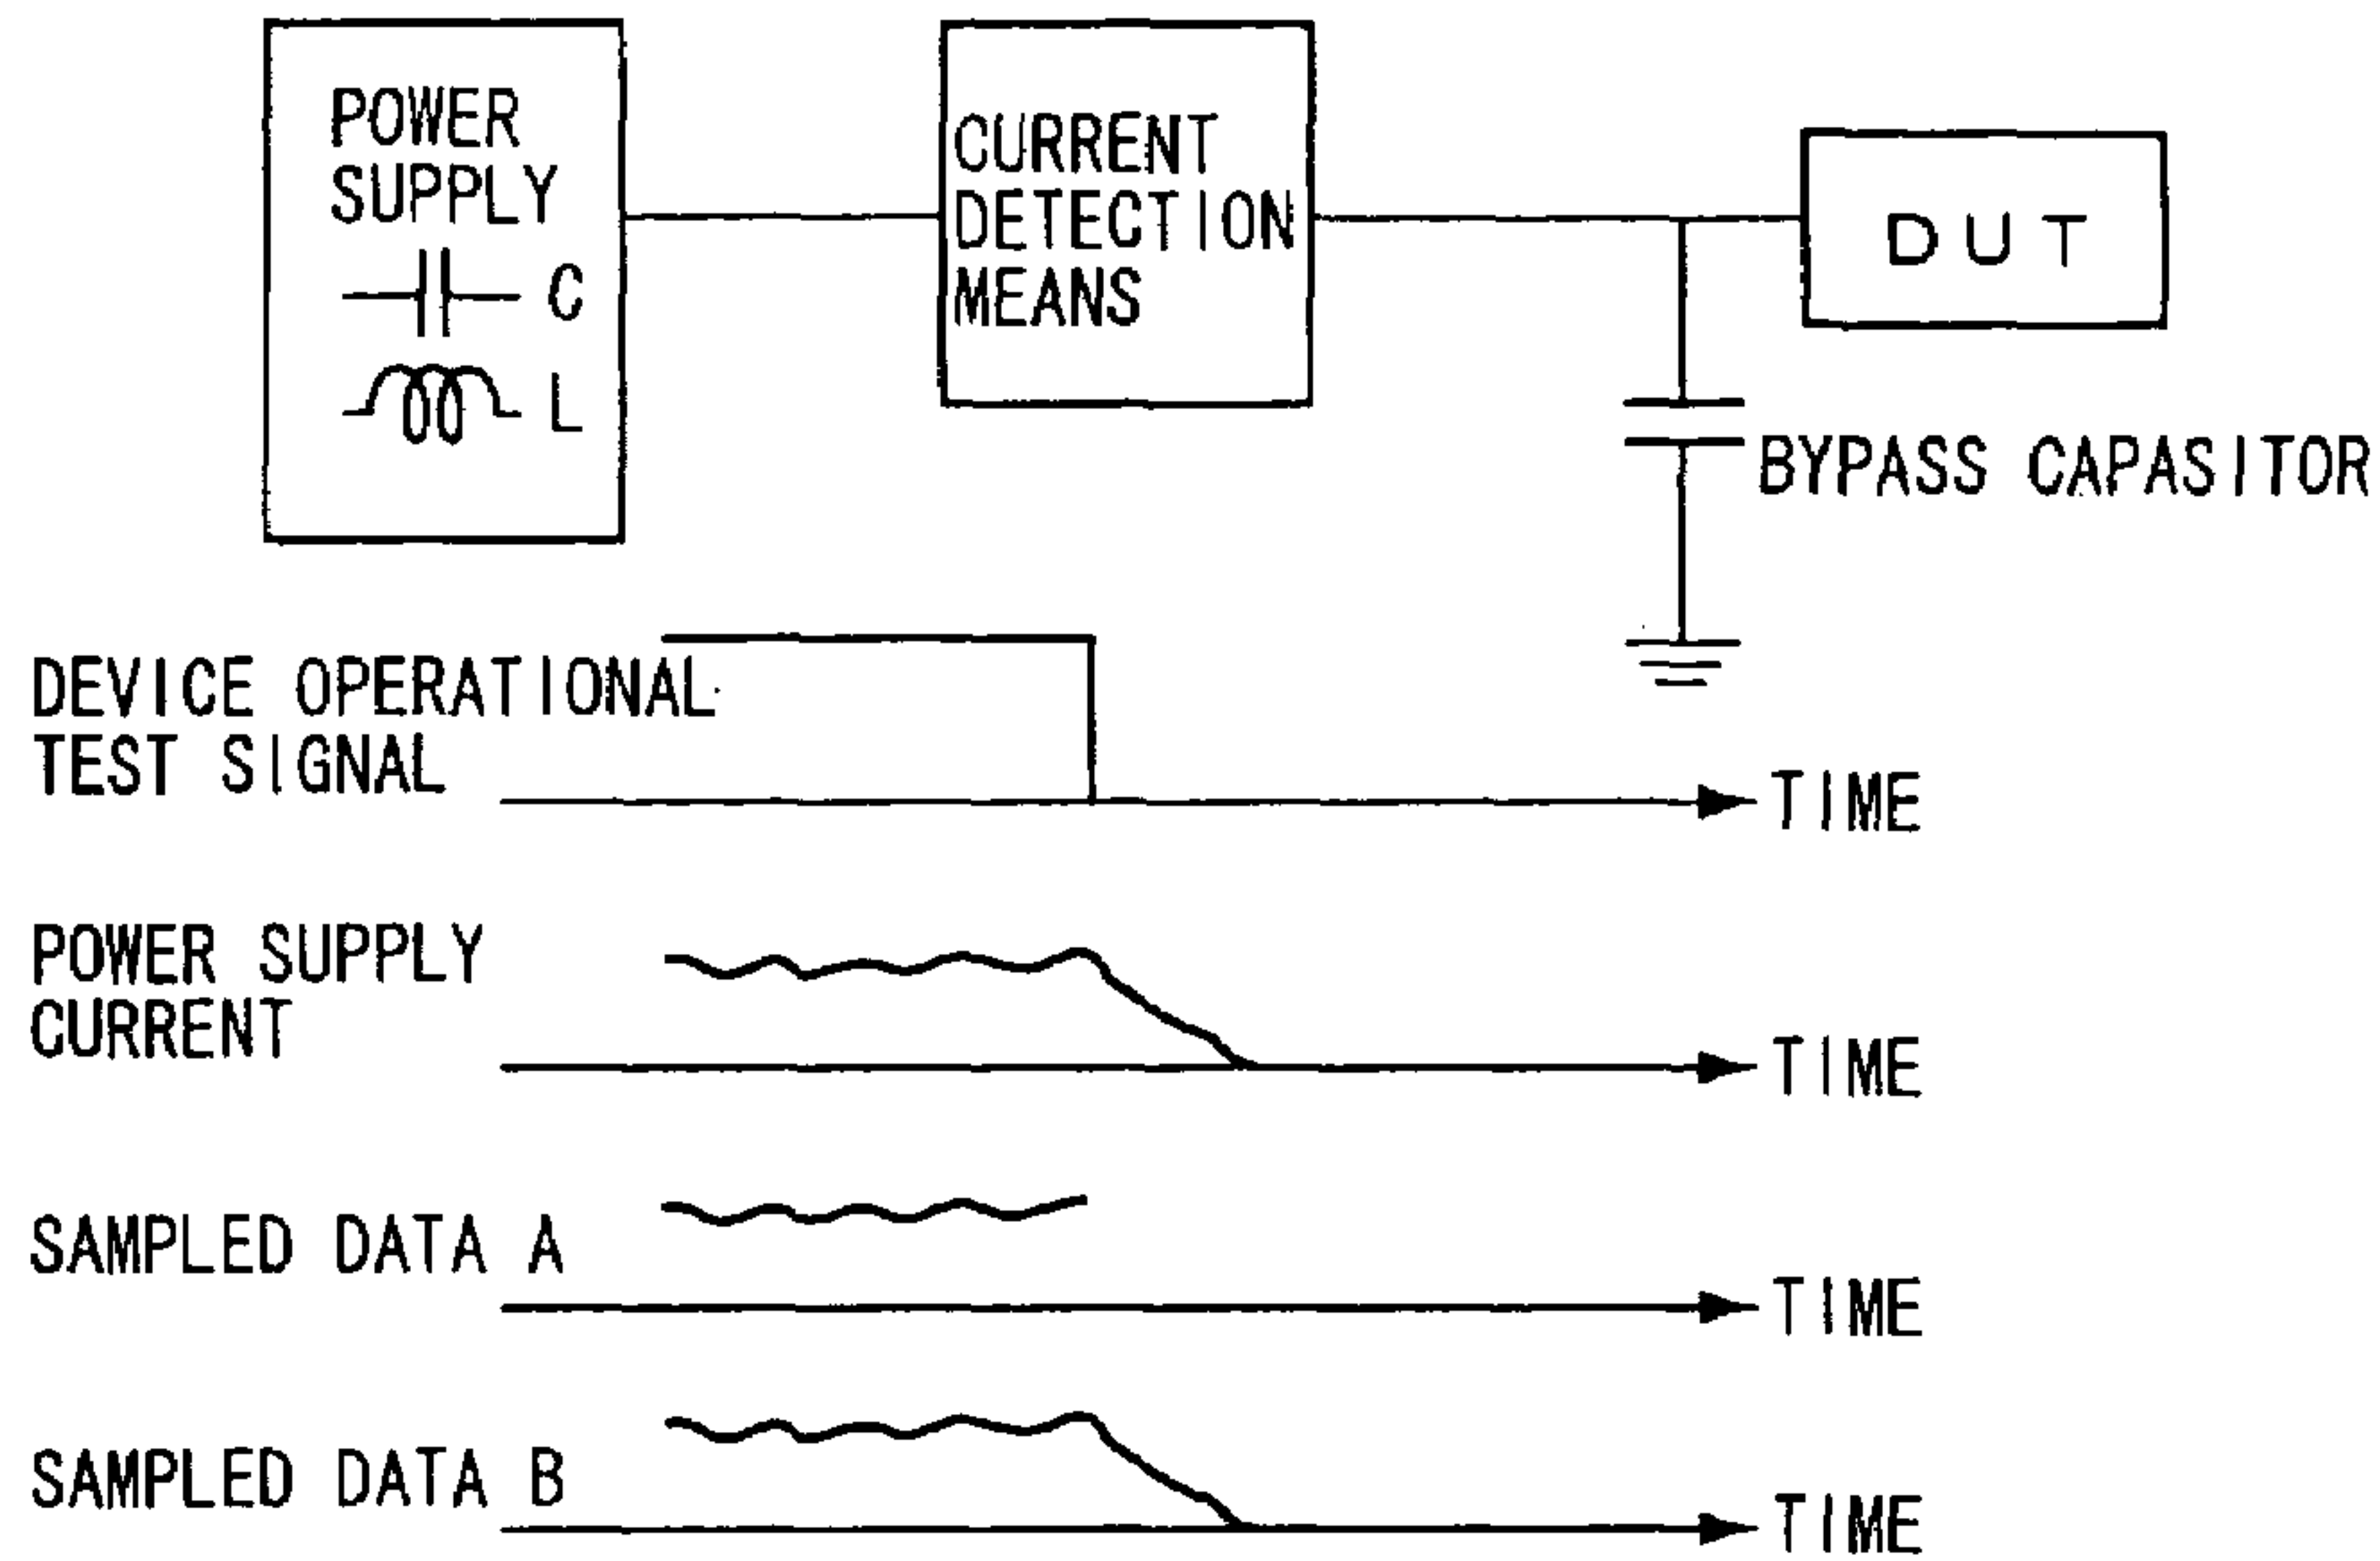 POWER
SUPPLY
C
L
CURRENT
DETECTION
MEANS
DUT
BYPASS CAPASITOR
DEVICE OPERATIONAL
TEST SIGNAL
TIME
POWER SUPPLY
CURRENT
TIME
SAMPLED DATA A
TIME
SAMPLED DATA B
TIME